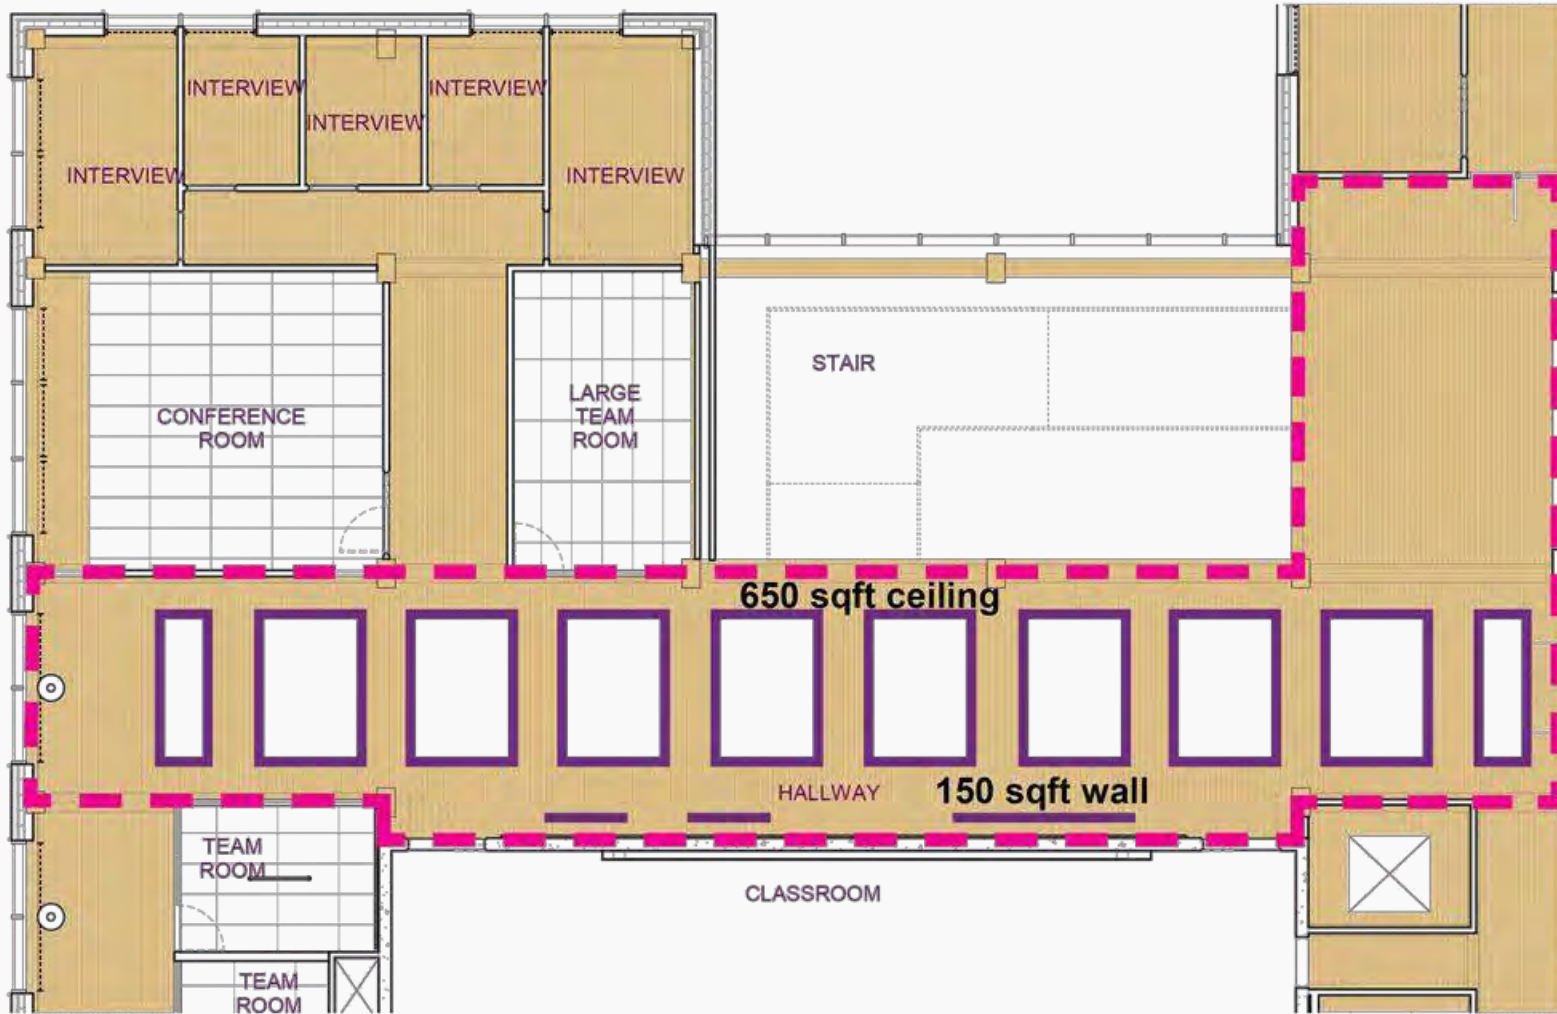 INTERVIEW
INTERVIEW
INTERVIEW
INTERVIEW
INTERVIEW
CONFERENCE
ROOM
LARGE
TEAM
ROOM
STAIR
650 sqft ceiling
HALLWAY
150 sqft wall
TEAM
ROOM
CLASSROOM
TEAM
ROOM